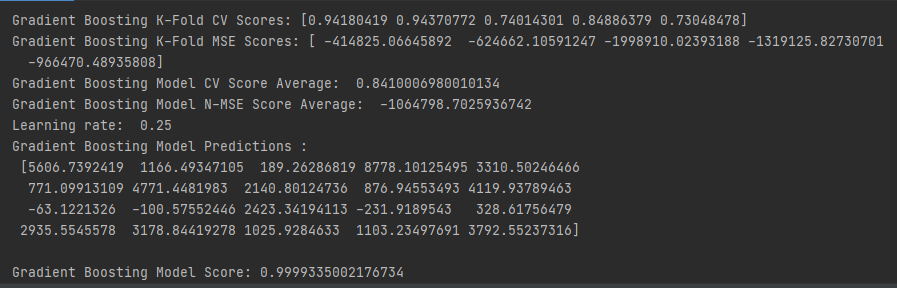 Gradient Boosting K-Fold CV Scores: [0.94180419 0.94370772 0.74014301 0.84886379 0.73048478]
Gradient Boosting K-Fold MSE Scores: [ -414825.06645892  -624662.10591247 -1998910.02393188 -1319125.82730701
  -966470.48935808]
Gradient Boosting Model CV Score Average:  0.8410006980010134
Gradient Boosting Model N-MSE Score Average:  -1064798.7025936742
Learning rate:  0.25
Gradient Boosting Model Predictions :
 [5606.7392419  1166.49347105  189.26286819 8778.10125495 3310.50246466
  771.09913109 4771.4481983  2140.80124736  876.94553493 4119.93789463
  -63.1221326  -100.57552446 2423.34194113 -231.9189543   328.61756479
 2935.5545578  3178.84419278 1025.9284633  1103.23497691 3792.55237316]
Gradient Boosting Model Score: 0.9999335002176734